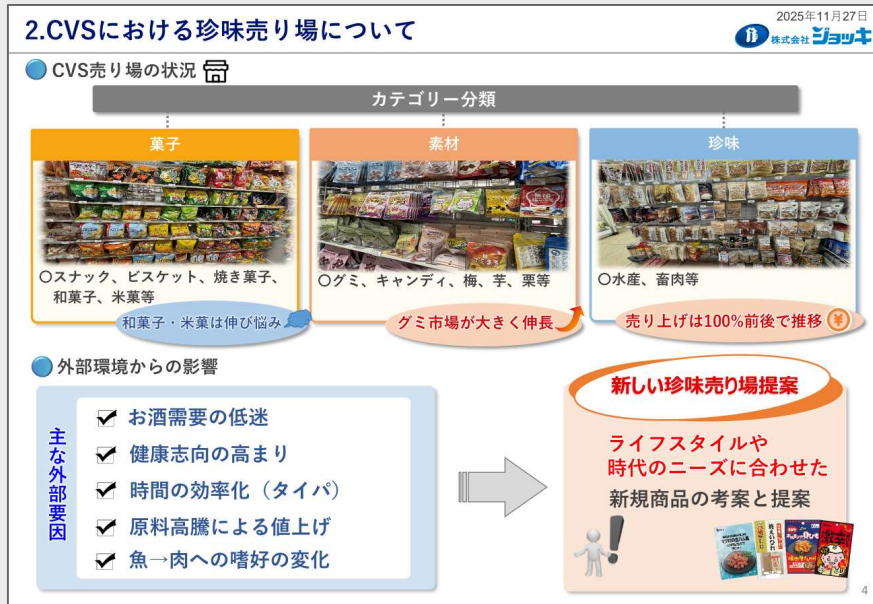 2025年11月27日
2.CVSにおける珍味売り場について
株式会社ジョッキ
CVS売り場の状況
カテゴリー分類
菓子
〇スナック、ビスケット、焼き菓子、
和菓子、米菓等
和菓子・米菓は伸び悩み
素材
〇グミ、キャンディ、梅、芋、栗等
グミ市場が大きく伸長
珍味
〇水産、畜肉等
売り上げは100%前後で推移
¥
外部環境からの影響
主な外部要因
お酒需要の低迷
健康志向の高まり
時間の効率化（タイパ）
原料高騰による値上げ
魚→肉への嗜好の変化
新しい珍味売り場提案
ライフスタイルや
時代のニーズに合わせた
新規商品の考案と提案
4